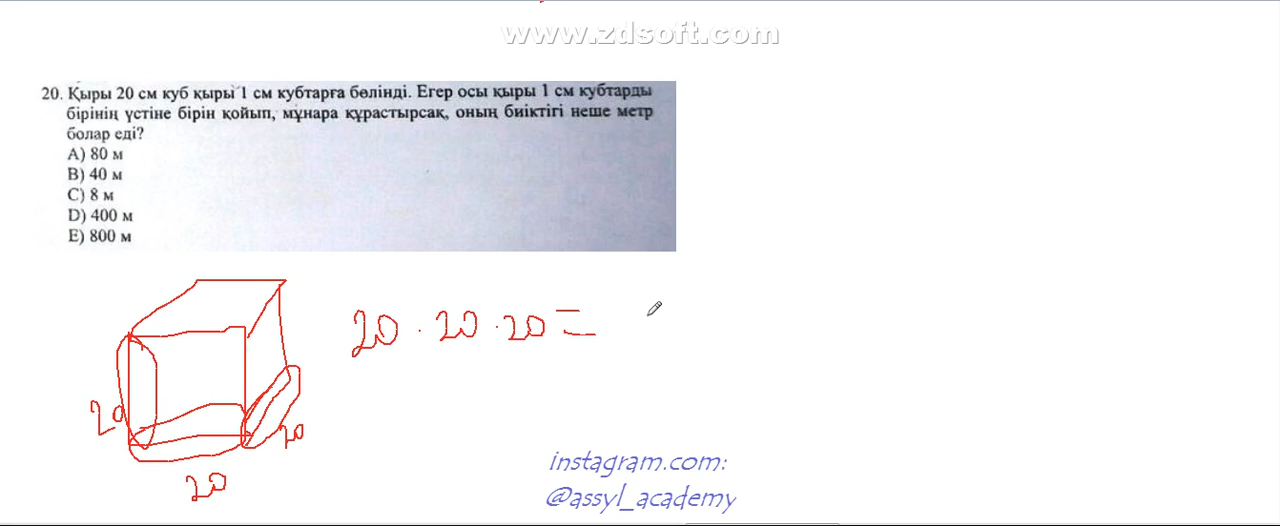 www.zdsoft.com
20. Қыры 20 см куб қыры 1 см кубтарға бөлінді. Егер осы қыры 1 см кубтарды
бірінің үстіне бірін қойып, мұнара құрастырсақ, оның биіктігі неше метр
болар еді?
A) 80 м
B) 40 м
C) 8 м
D) 400 м
E) 800 м
20 · 20 · 20 =
20
20
20
instagram.com:
@assyl_academy